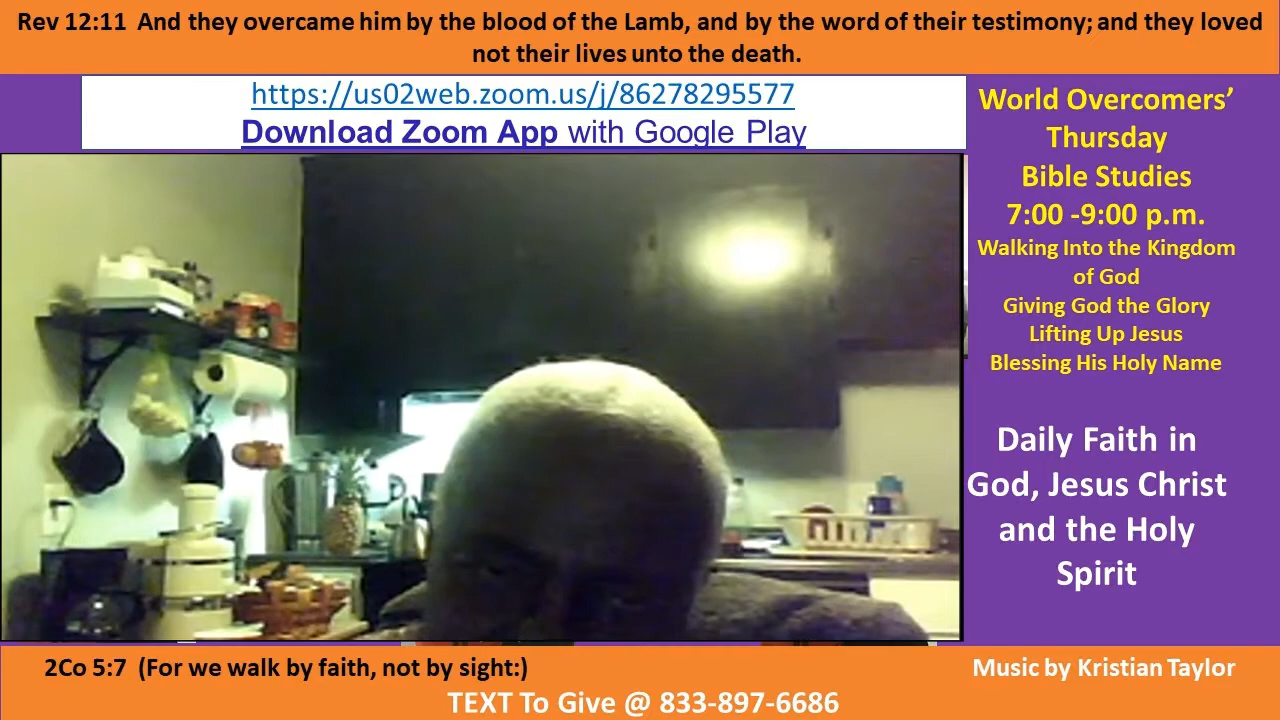 Rev 12:11  And they overcame him by the blood of the Lamb, and by the word of their testimony; and they loved
not their lives unto the death.
https://us02web.zoom.us/j/86278295577
Download Zoom App with Google Play
World Overcomers’
Thursday
Bible Studies
7:00 -9:00 p.m.
Walking Into the Kingdom
of God
Giving God the Glory
Lifting Up Jesus
Blessing His Holy Name
Daily Faith in
God, Jesus Christ
and the Holy
Spirit
2Co 5:7  (For we walk by faith, not by sight:)
Music by Kristian Taylor
TEXT To Give @ 833-897-6686